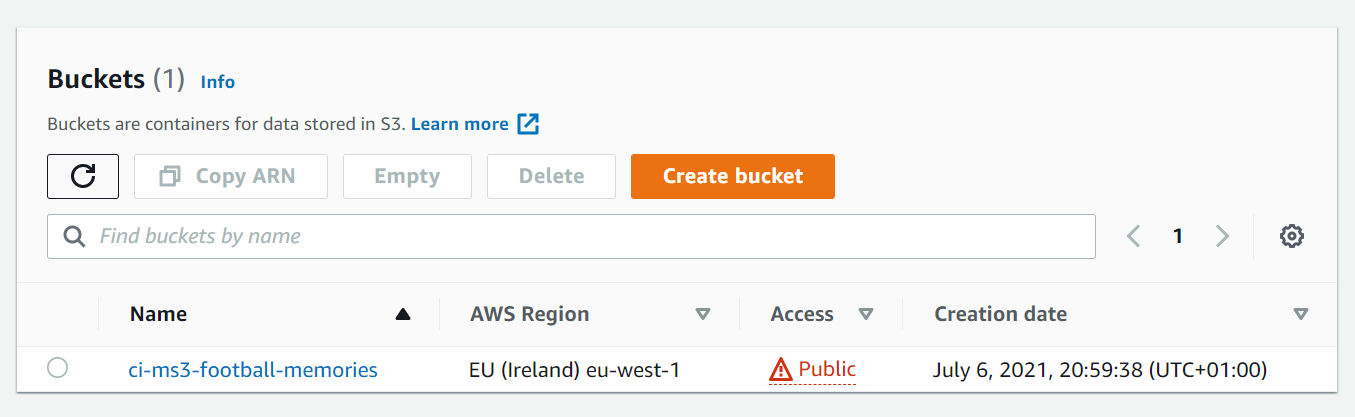 Buckets (1) Info
Buckets are containers for data stored in S3. Learn more
Copy ARN Empty Delete Create bucket
Find buckets by name 1
Name AWS Region Access Creation date
ci-ms3-football-memories EU (Ireland) eu-west-1 Public July 6, 2021, 20:59:38 (UTC+01:00)